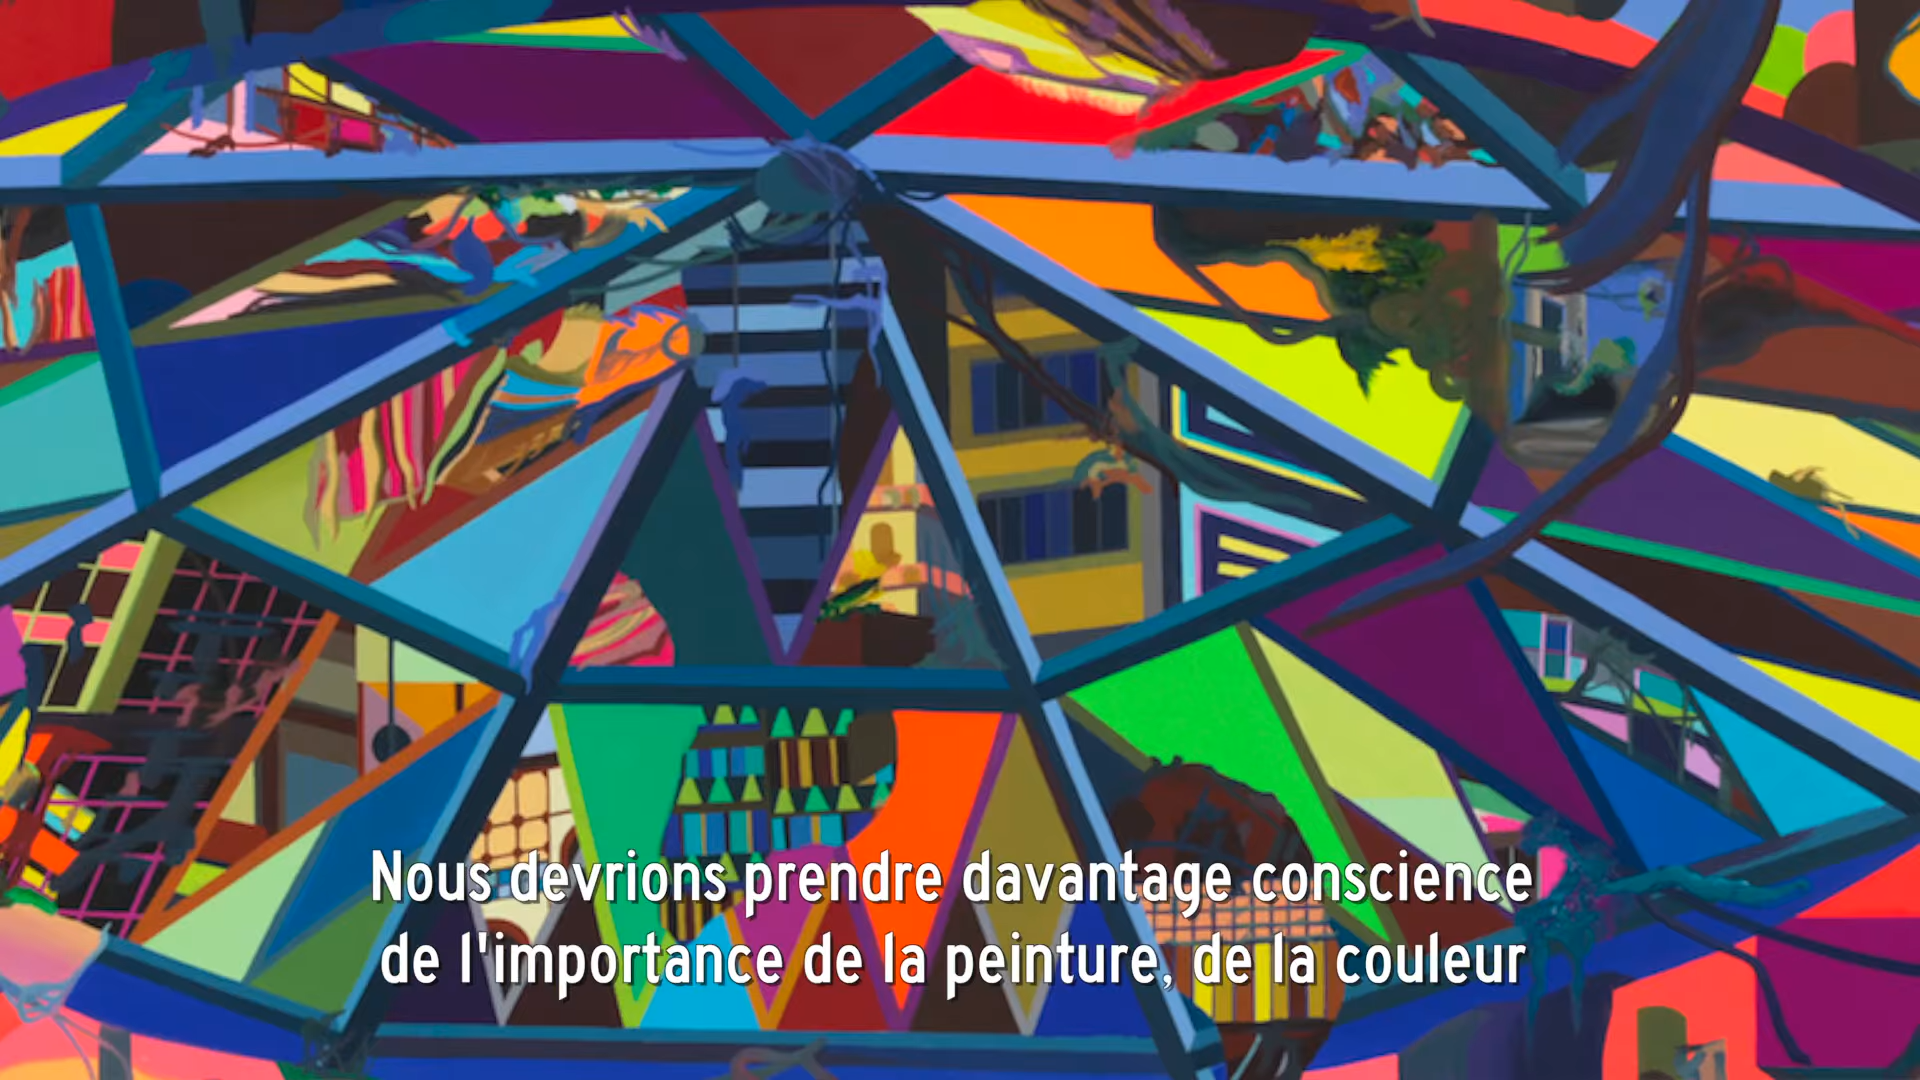 Nous devrions prendre davantage conscience
de l'importance de la peinture, de la couleur